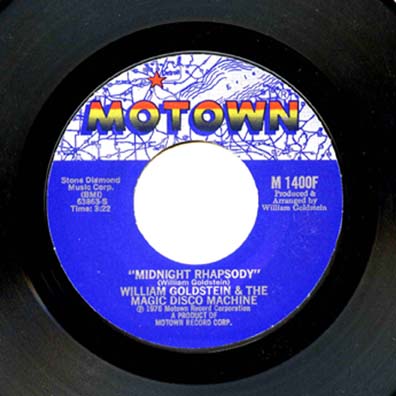 MOTOWN
Stone Diamond
Music Corp.
(BMI)
63863-S
Time: 3:22
M 1400F
Produced &
Arranged by
William Goldstein
"MIDNIGHT RHAPSODY"
(William Goldstein)
WILLIAM GOLDSTEIN & THE
MAGIC DISCO MACHINE
℗ 1976 Motown Record Corporation
A PRODUCT OF
MOTOWN RECORD CORP.